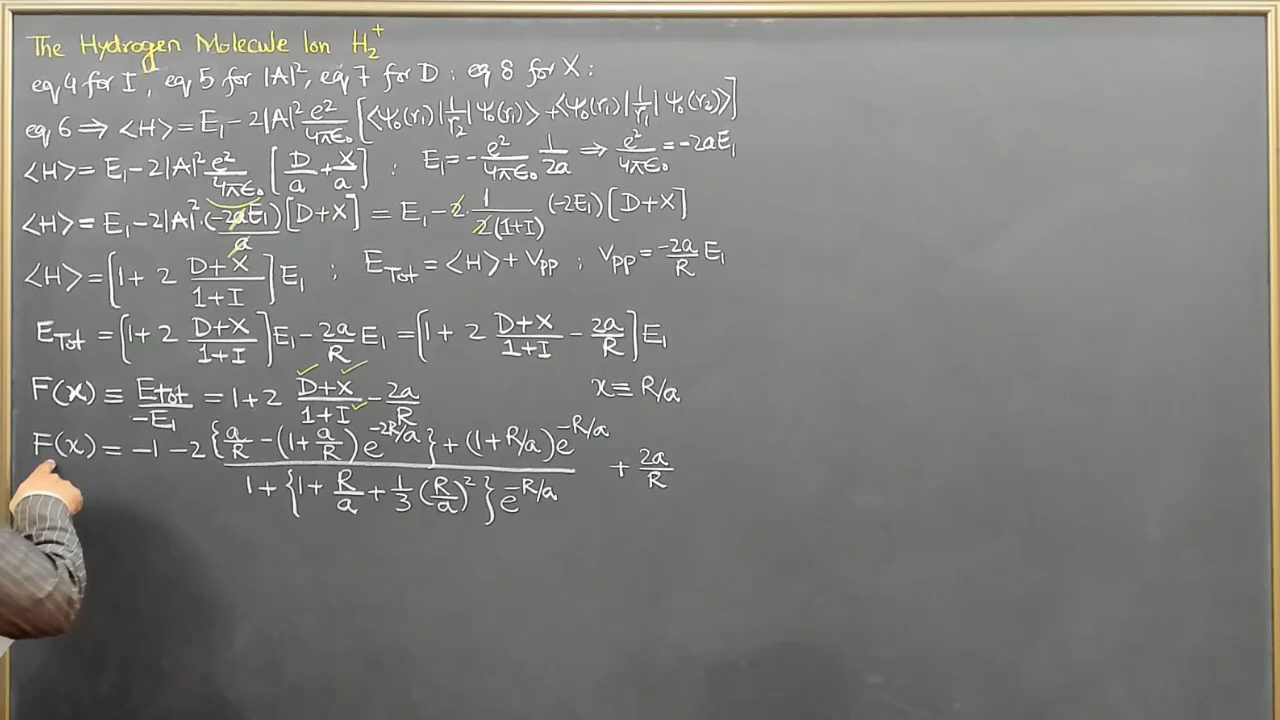 The Hydrogen Molecule Ion H₂⁺
eq 4 for I, eq 5 for |A|², eq 7 for D : eq 8 for X :
eq 6 ⇒ ⟨H⟩ = E₁ - 2|A|² e²/4πε₀ [⟨ψ₀(r₁)|1/r₂|ψ₀(r₁)⟩ + ⟨ψ₀(r₁)|1/r₁|ψ₀(r₂)⟩]
⟨H⟩ = E₁ - 2|A|² e²/4πε₀ [D/a + X/a] ; E₁ = - e²/4πε₀ 1/2a ⇒ e²/4πε₀ = -2aE₁
⟨H⟩ = E₁ - 2|A|² · (-2aE₁)/a [D+X] = E₁ - 2 1/2(1+I) (-2E₁) [D+X]
⟨H⟩ = [1 + 2 (D+X)/(1+I)] E₁ ; E_Tot = ⟨H⟩ + V_PP ; V_PP = -2a/R E₁
E_Tot = [1 + 2 (D+X)/(1+I)] E₁ - 2a/R E₁ = [1 + 2 (D+X)/(1+I) - 2a/R] E₁
F(x) ≡ E_tot/-E₁ = 1 + 2 (D+X)/(1+I) - 2a/R x ≡ R/a
F(x) = -1 - 2 ({a/R - (1 + a/R) e^(-2R/a)} + (1+R/a) e^(-R/a))/(1 + {1 + R/a + 1/3 (R/a)²} e^(-R/a)) + 2a/R